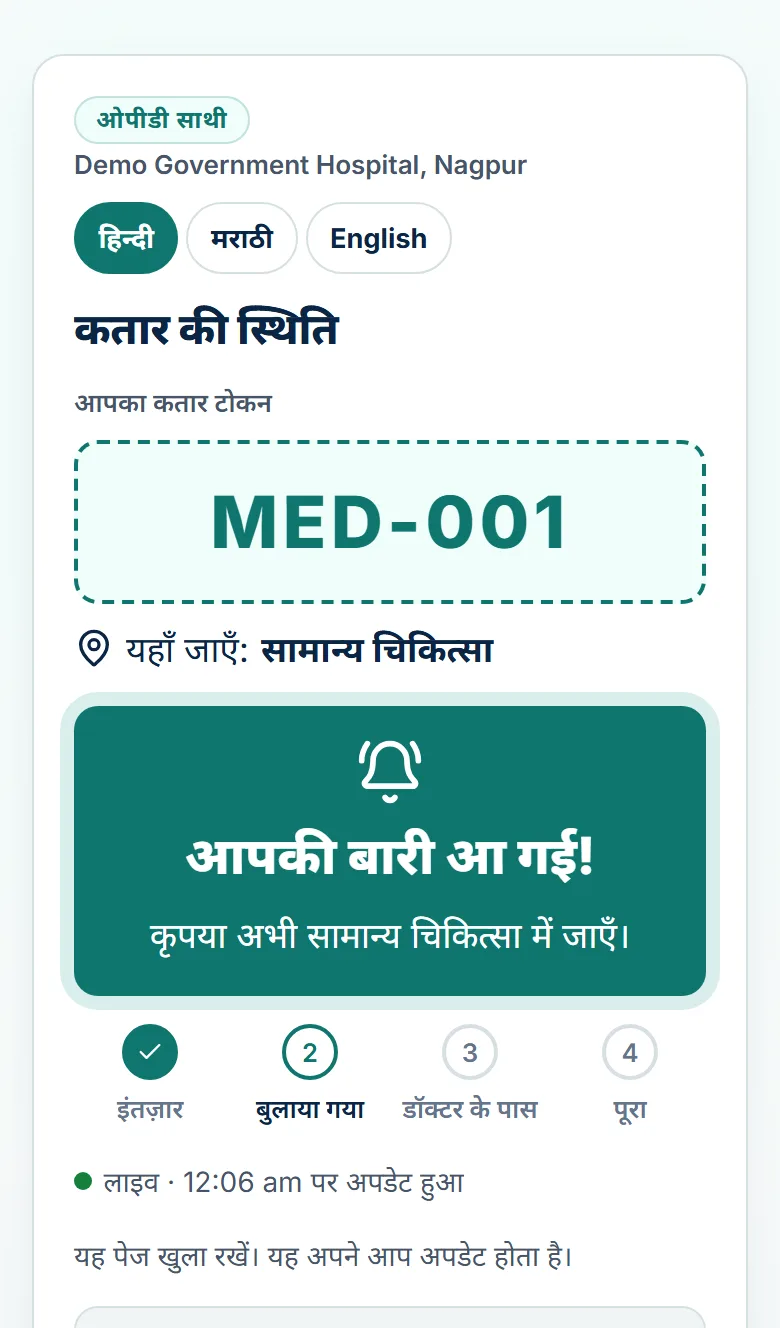 ओपीडी साथी
Demo Government Hospital, Nagpur
हिन्दी मराठी English
कतार की स्थिति
आपका कतार टोकन
MED-001
यहाँ जाएँ: सामान्य चिकित्सा
आपकी बारी आ गई!
कृपया अभी सामान्य चिकित्सा में जाएँ।
2 3 4
इंतज़ार बुलाया गया डॉक्टर के पास पूरा
लाइव · 12:06 am पर अपडेट हुआ
यह पेज खुला रखें। यह अपने आप अपडेट होता है।